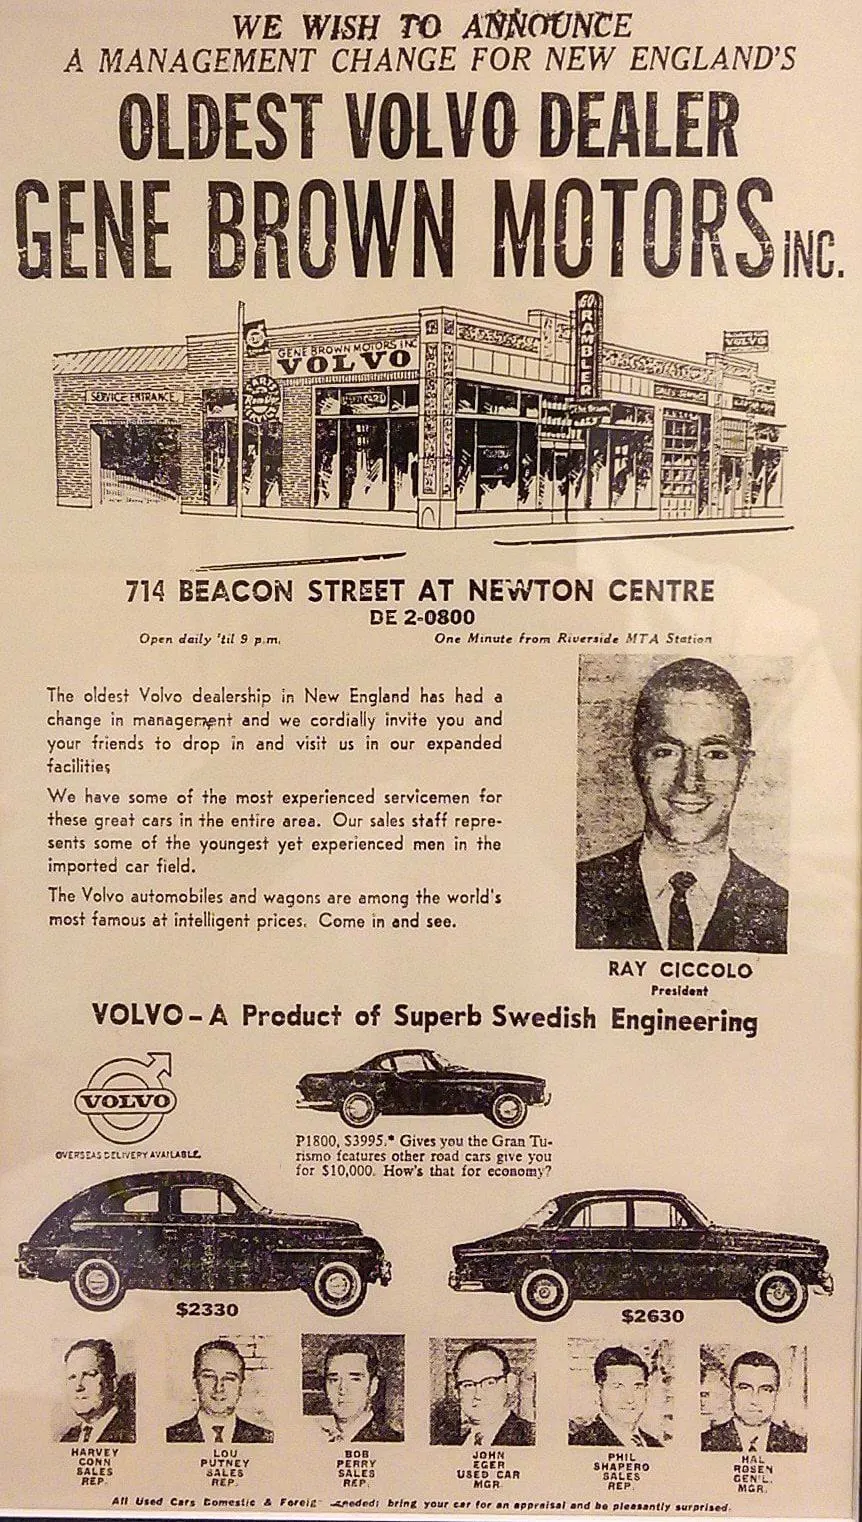 WE WISH TO ANNOUNCE
A MANAGEMENT CHANGE FOR NEW ENGLAND'S
OLDEST VOLVO DEALER
GENE BROWN MOTORS INC.
GENE BROWN MOTORS INC
VOLVO
SERVICE ENTRANCE
GO RAMBLER
VOLVO
714 BEACON STREET AT NEWTON CENTRE
DE 2-0800
Open daily 'til 9 p.m.
One Minute from Riverside MTA Station
The oldest Volvo dealership in New England has had a
change in management and we cordially invite you and
your friends to drop in and visit us in our expanded
facilities
We have some of the most experienced servicemen for
these great cars in the entire area. Our sales staff repre-
sents some of the youngest yet experienced men in the
imported car field.
The Volvo automobiles and wagons are among the world's
most famous at intelligent prices. Come in and see.
RAY CICCOLO
President
VOLVO – A Product of Superb Swedish Engineering
VOLVO
OVERSEAS DELIVERY AVAILABLE.
P1800, $3995.* Gives you the Gran Tu-
rismo features other road cars give you
for $10,000. How's that for economy?
$2330
$2630
HARVEY
CONN
SALES
REP.
LOU
PUTNEY
SALES
REP.
BOB
PERRY
SALES
REP.
JOHN
EGER
USED CAR
MGR.
PHIL
SHAPERO
SALES
REP.
HAL
ROSEN
GEN'L.
MGR.
All Used Cars Domestic & Foreign needed; bring your car for an appraisal and be pleasantly surprised.